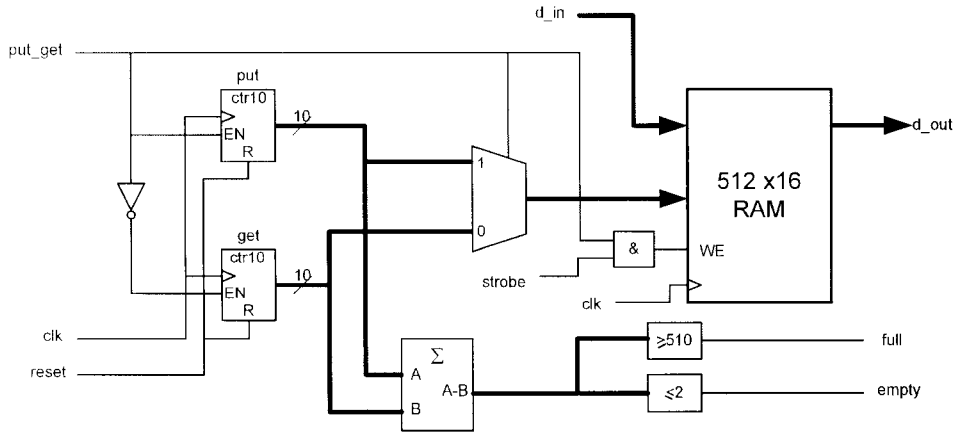 d_in
put_get
put
ctr10
EN
R
10
1
0
512 x16
RAM
WE
d_out
get
ctr10
EN
R
10
strobe
&
clk
clk
reset
Σ
A
B
A-B
≥510
full
≤2
empty